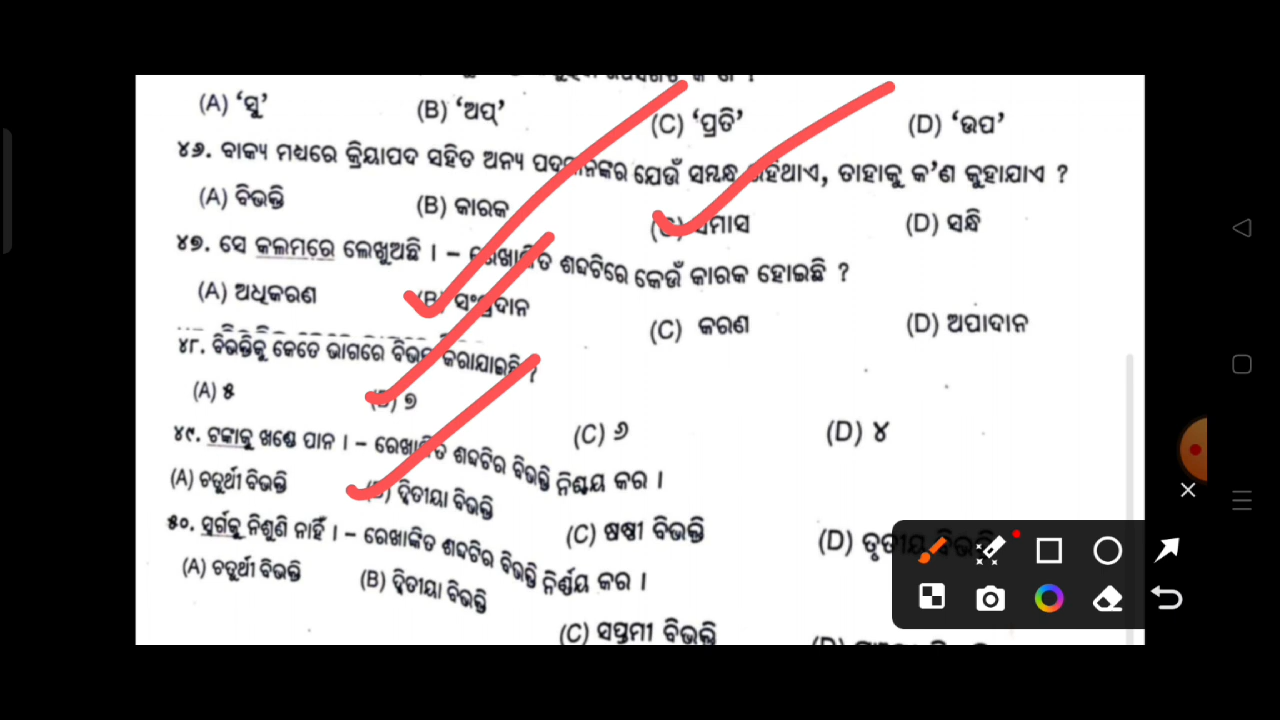 (A) ‘ସୁ’ (B) ‘ଅପ୍’ (C) ‘ପ୍ରତି’ (D) ‘ଉପ’
୪୬. ବାକ୍ୟ ମଧ୍ୟରେ କ୍ରିୟାପଦ ସହିତ ଅନ୍ୟ ଯେଉଁ ସମ୍ବନ୍ଧ ରହିଥାଏ, ତାହାକୁ କ’ଣ କୁହାଯାଏ ?
(A) ବିଭକ୍ତି (B) କାରକ (C) ସମାସ (D) ସନ୍ଧି
୪୭. ସେ କଲମରେ ଲେଖୁଅଛି । – ରେଖାଙ୍କିତ ଶବ୍ଦଟିରେ କେଉଁ କାରକ ହୋଇଛି ?
(A) ଅଧିକରଣ (B) ସଂପ୍ରଦାନ (C) କରଣ (D) ଅପାଦାନ
୪୮. ବିଭକ୍ତିକୁ କେତେ ଭାଗରେ ବିଭକ୍ତ କରାଯାଇଛି ?
(A) ୫ (B) ୭ (C) ୬ (D) ୪
୪୯. ଟଙ୍କାକୁ ଖଣ୍ଡେ ପାନ । – ରେଖାଙ୍କିତ ଶବ୍ଦଟିର ବିଭକ୍ତି ନିର୍ଣ୍ଣୟ କର ।
(A) ଚତୁର୍ଥୀ ବିଭକ୍ତି (B) ଦ୍ୱିତୀୟା ବିଭକ୍ତି (C) ଷଷ୍ଠୀ ବିଭକ୍ତି (D) ତୃତୀୟ ବିଭକ୍ତି
୫୦. ସ୍ୱର୍ଗକୁ ନିଶୁଣି ନାହିଁ । – ରେଖାଙ୍କିତ ଶବ୍ଦଟିର ବିଭକ୍ତି ନିର୍ଣ୍ଣୟ କର ।
(A) ଚତୁର୍ଥୀ ବିଭକ୍ତି (B) ଦ୍ୱିତୀୟା ବିଭକ୍ତି (C) ସପ୍ତମୀ ବିଭକ୍ତି